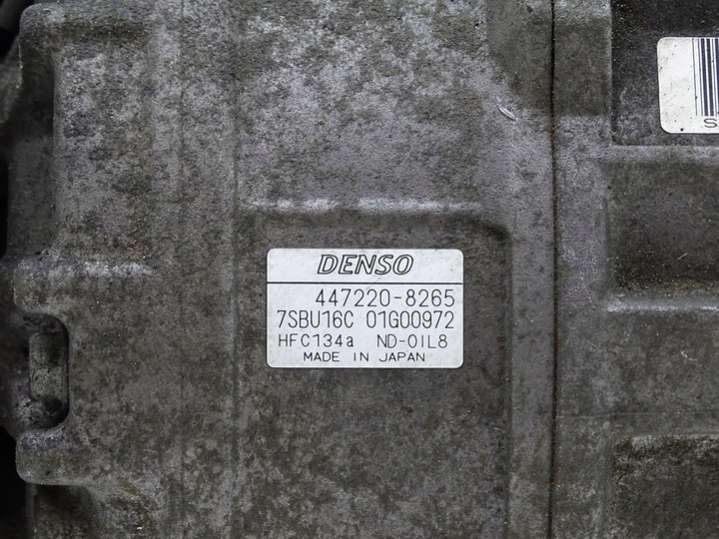 DENSO
447220-8265
7SBU16C 01G00972
HFC134a ND-OIL8
MADE IN JAPAN
S